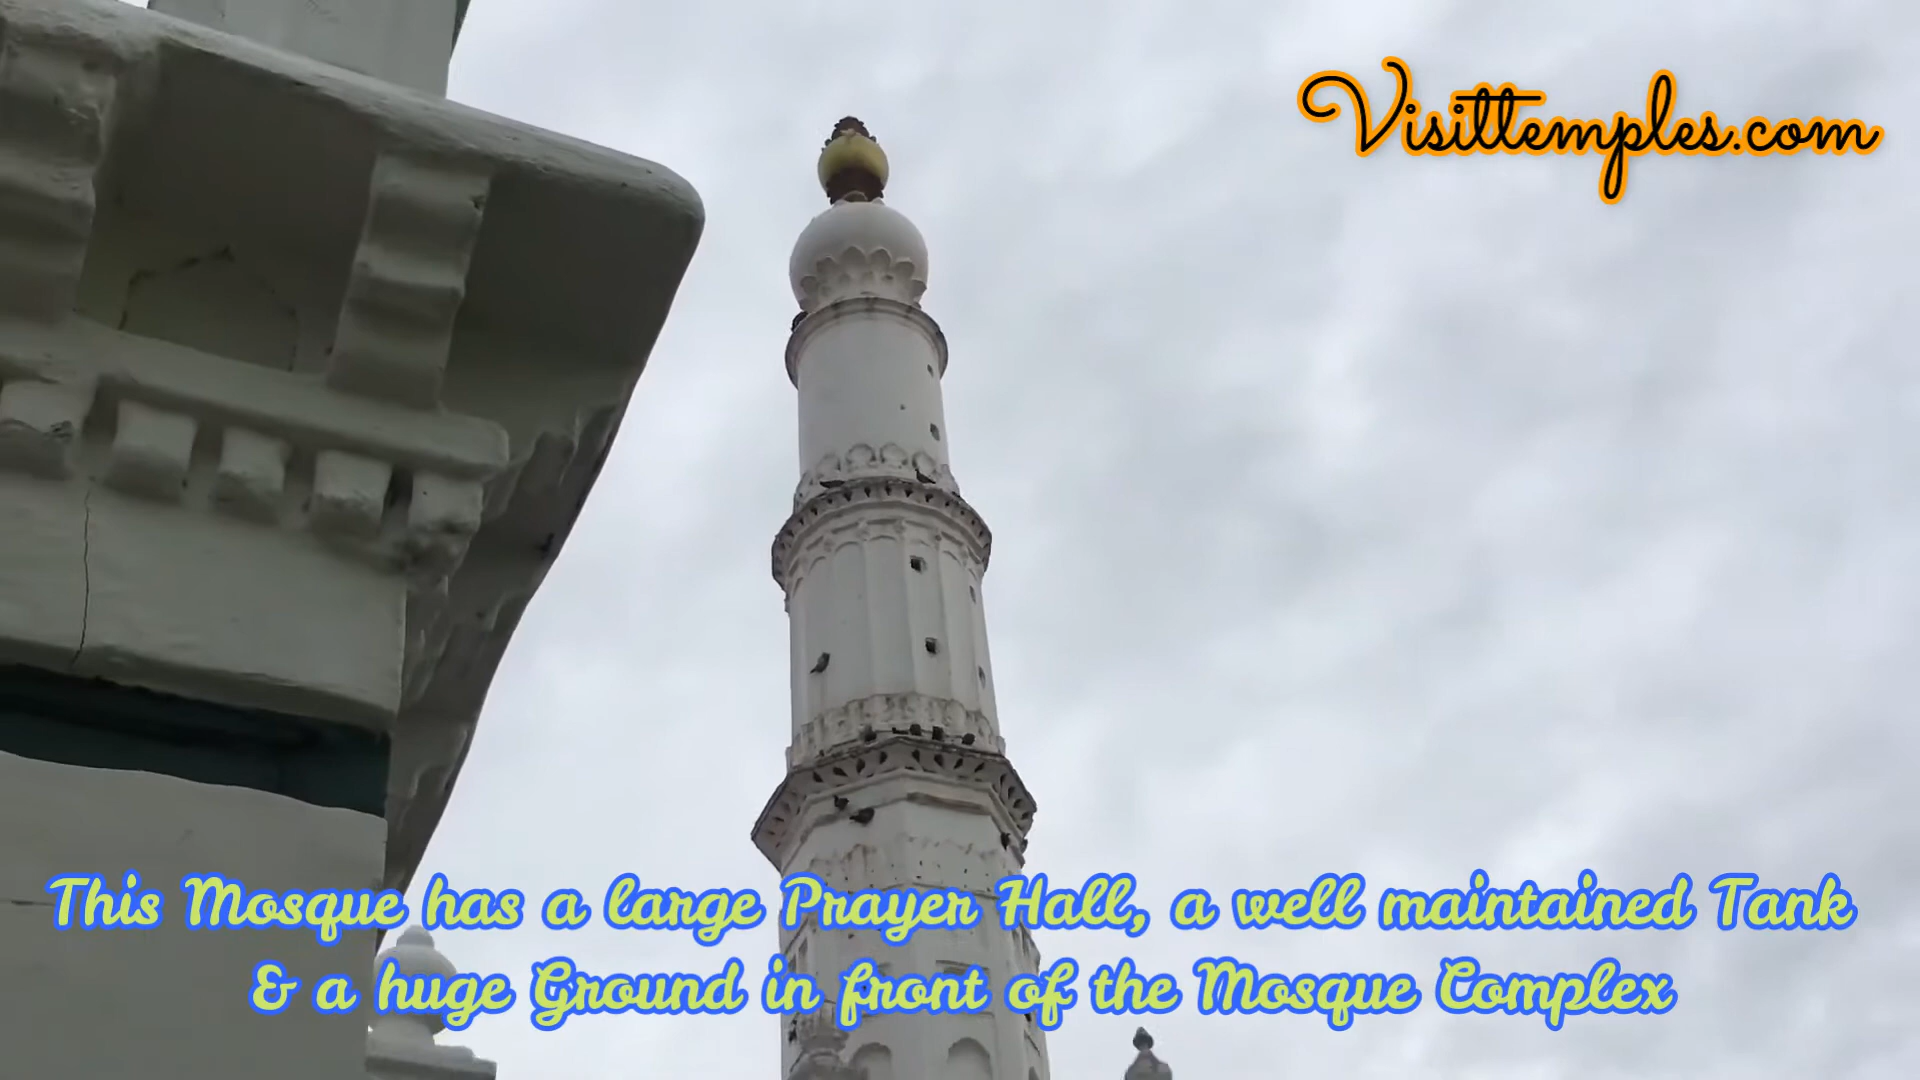 Visittemples.com
This Mosque has a large Prayer Hall, a well maintained Tank
& a huge Ground in front of the Mosque Complex